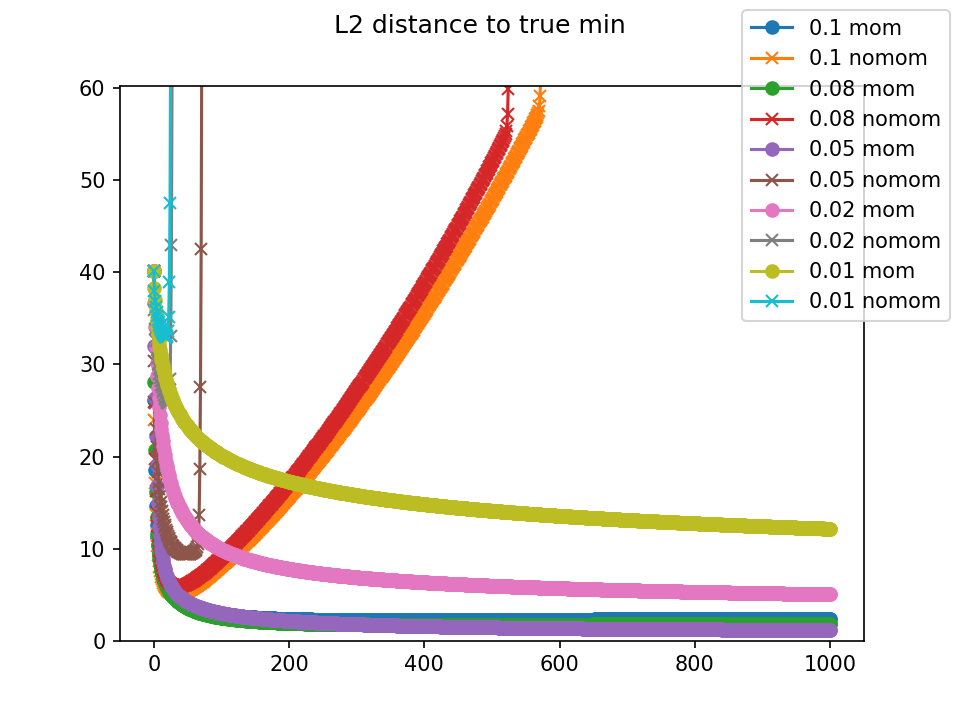 L2 distance to true min
0.1 mom
0.1 nomom
0.08 mom
0.08 nomom
0.05 mom
0.05 nomom
0.02 mom
0.02 nomom
0.01 mom
0.01 nomom
60
50
40
30
20
10
0
0 200 400 600 800 1000